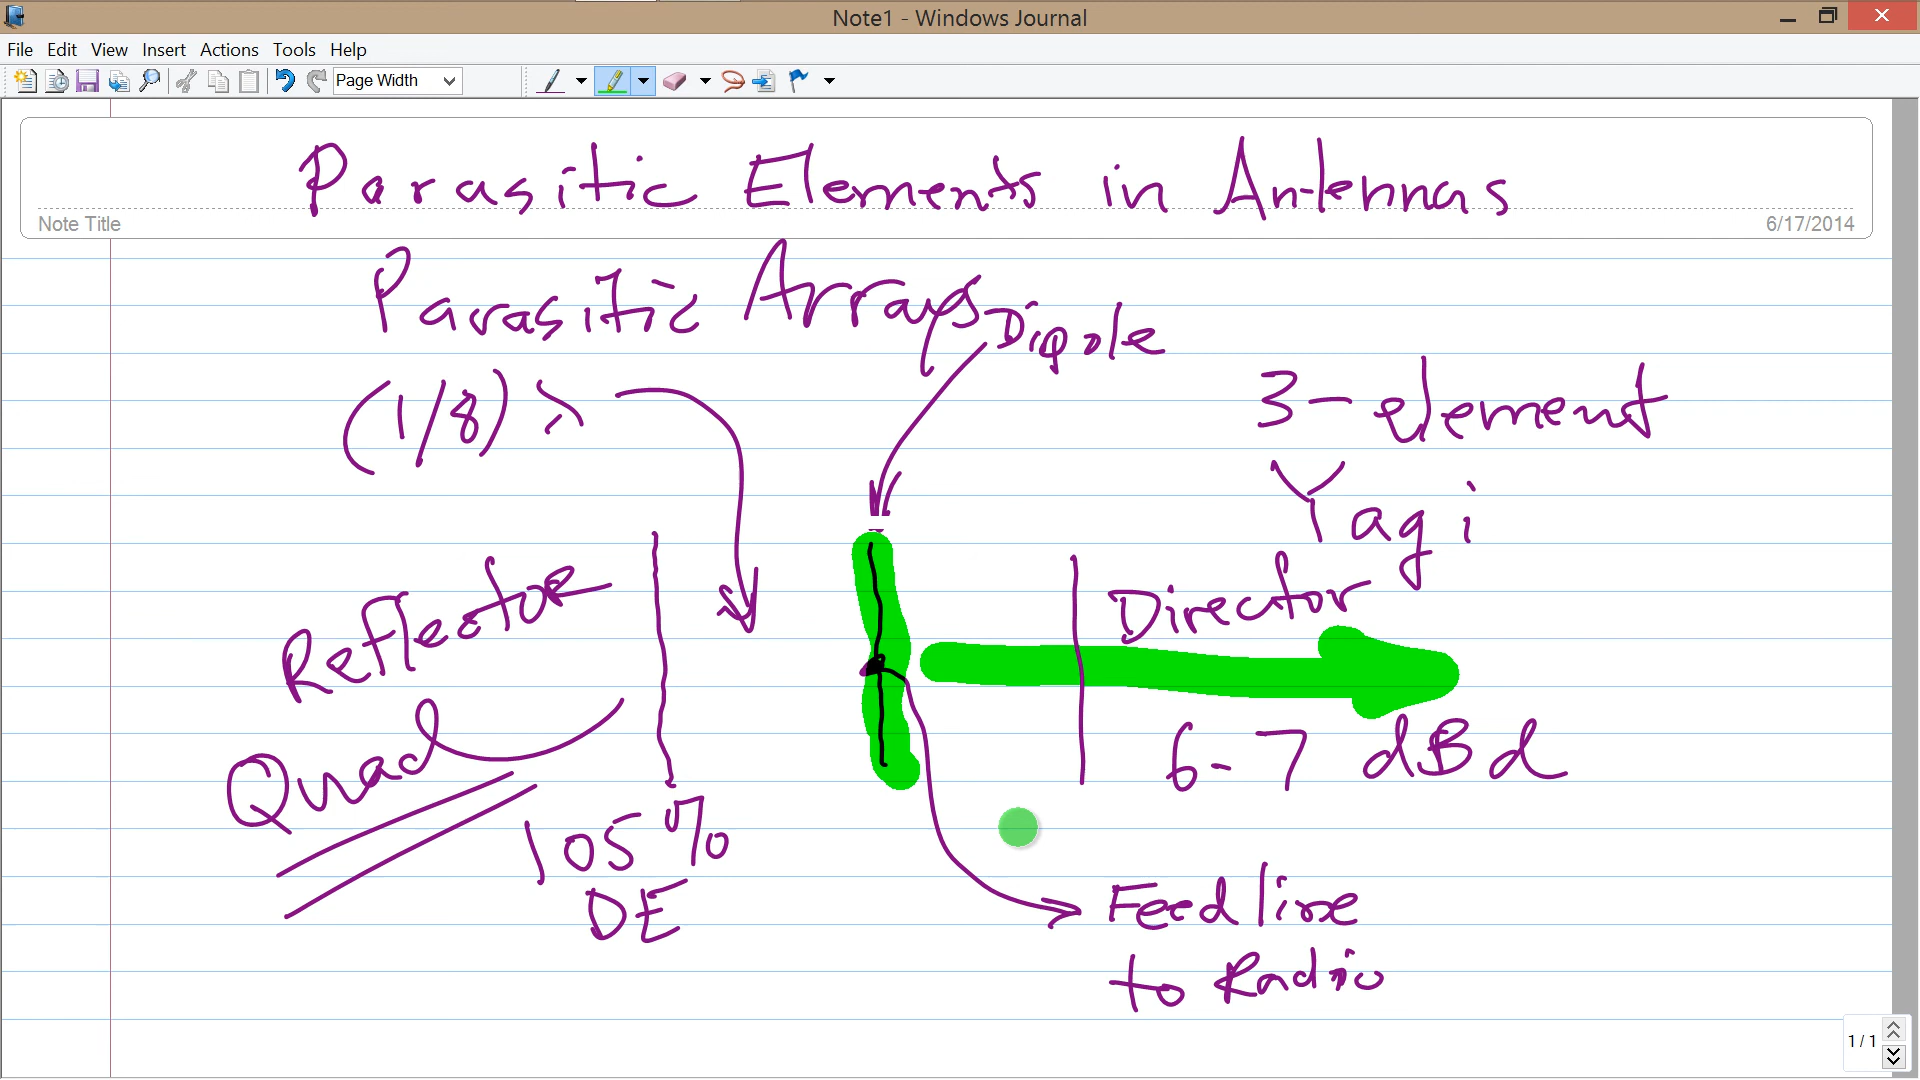 Note1 - Windows Journal
File Edit View Insert Actions Tools Help
Page Width
Parasitic Elements in Antennas
Note Title
6/17/2014
Parasitic Arrays
Dipole
(1/8) λ
3-element
Yagi
Reflector
Director
Quad
6-7 dBd
105%
DE
Feedline
to Radio
1 / 1